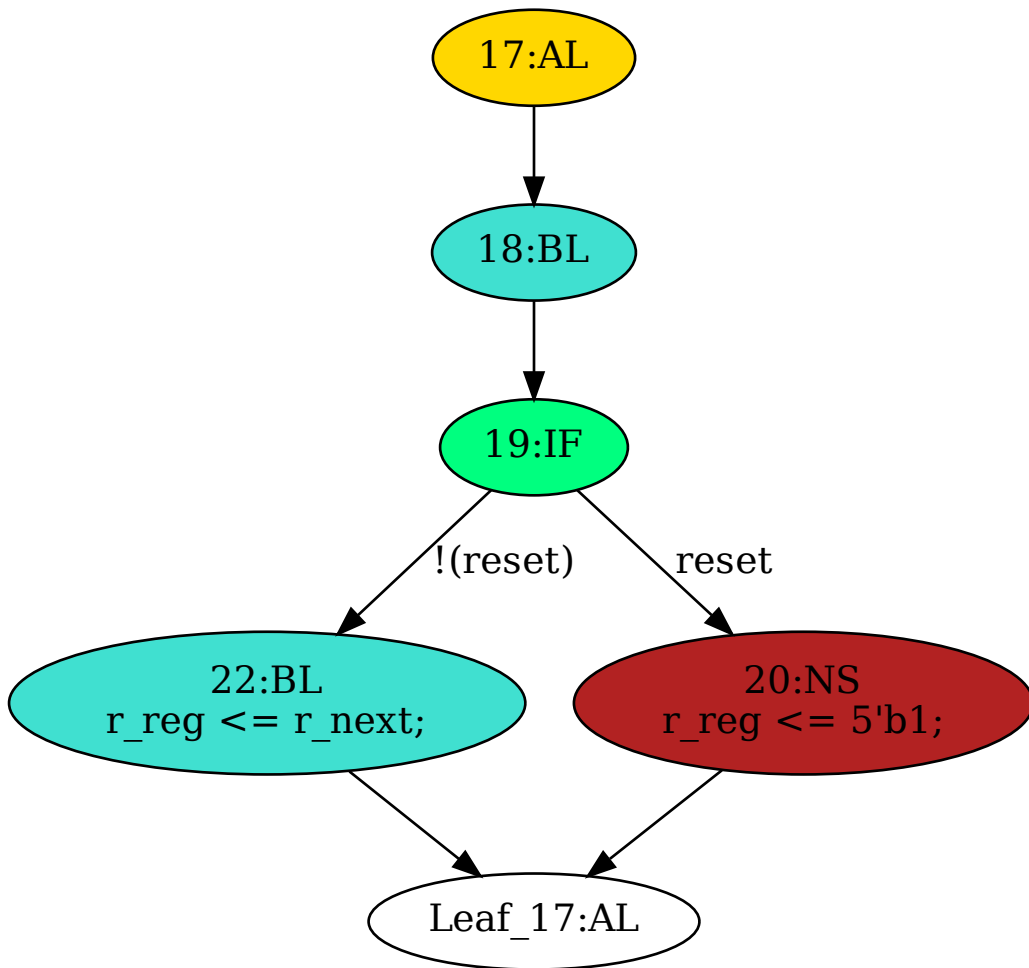 17:AL
18:BL
19:IF
!(reset)
reset
22:BL
r_reg <= r_next;
20:NS
r_reg <= 5'b1;
Leaf_17:AL